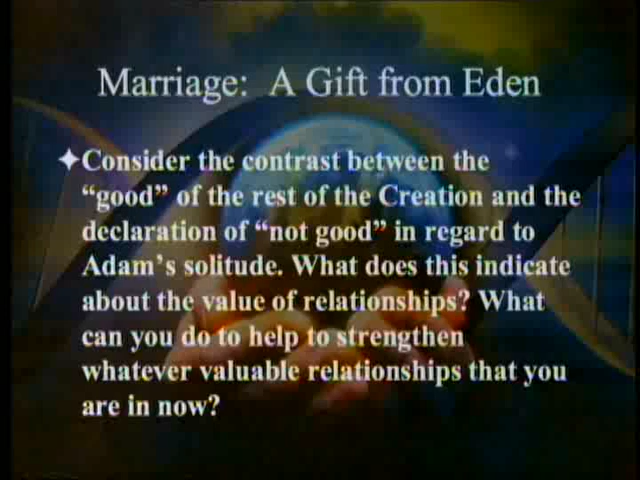 Marriage: A Gift from Eden
✦Consider the contrast between the
“good” of the rest of the Creation and the
declaration of “not good” in regard to
Adam’s solitude. What does this indicate
about the value of relationships? What
can you do to help to strengthen
whatever valuable relationships that you
are in now?